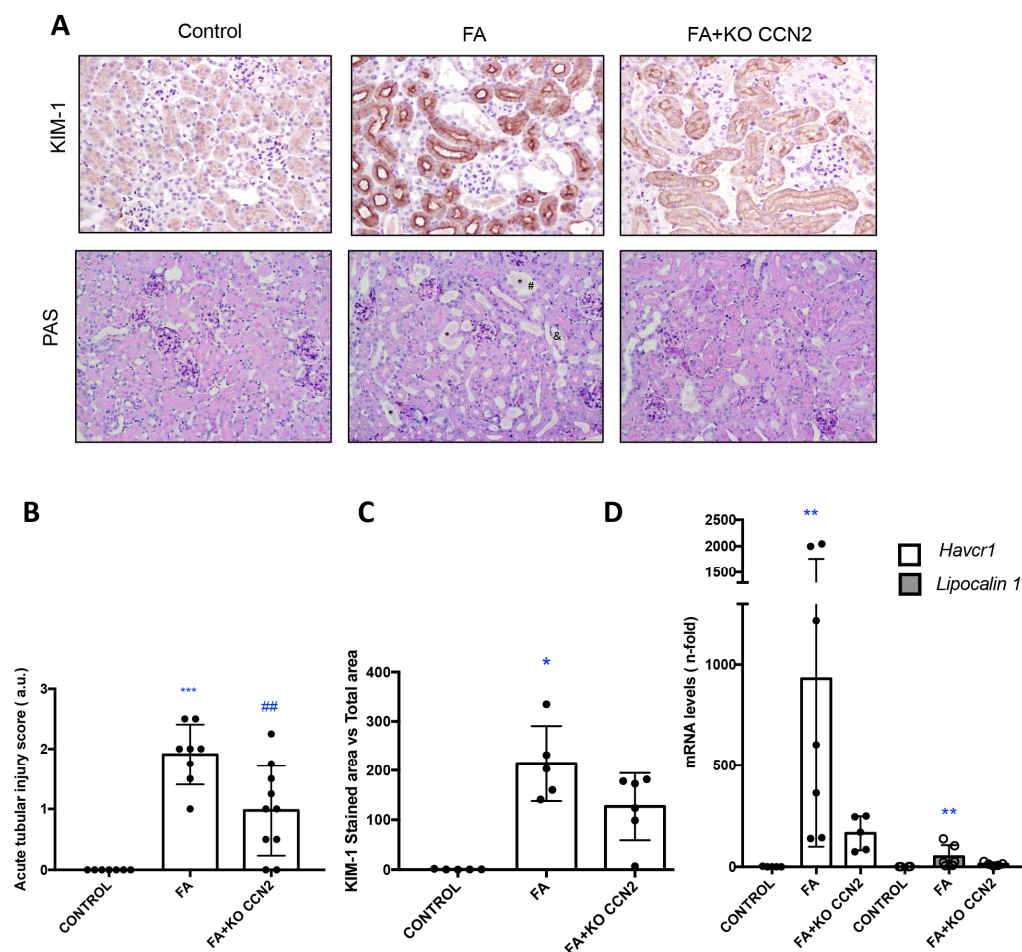 A
Control
FA
FA+KO CCN2
KIM-1
PAS
*
#
*
&
*
B
C
D
Acute tubular injury score ( a.u.)
3
2
1
0
***
##
CONTROL
FA
FA+KO CCN2
KIM-1 Stained area vs Total area
400
300
200
100
0
*
CONTROL
FA
FA+KO CCN2
mRNA levels ( n-fold)
2500
2000
1500
1000
500
0
**
**
CONTROL
FA
FA+KO CCN2
CONTROL
FA
FA+KO CCN2
Havcr1
Lipocalin 1